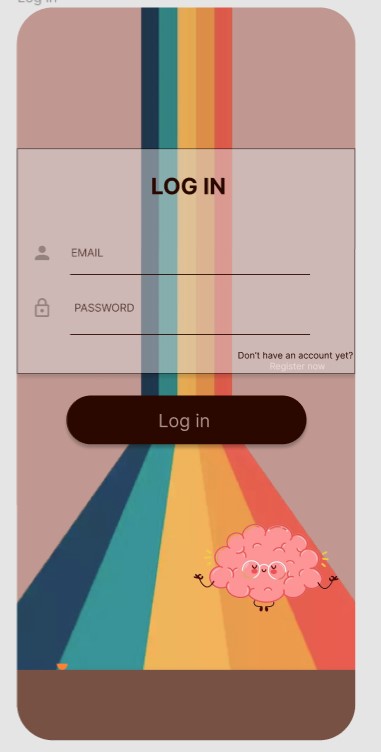 Log in
LOG IN
EMAIL
PASSWORD
Don't have an account yet?
Register now
Log in